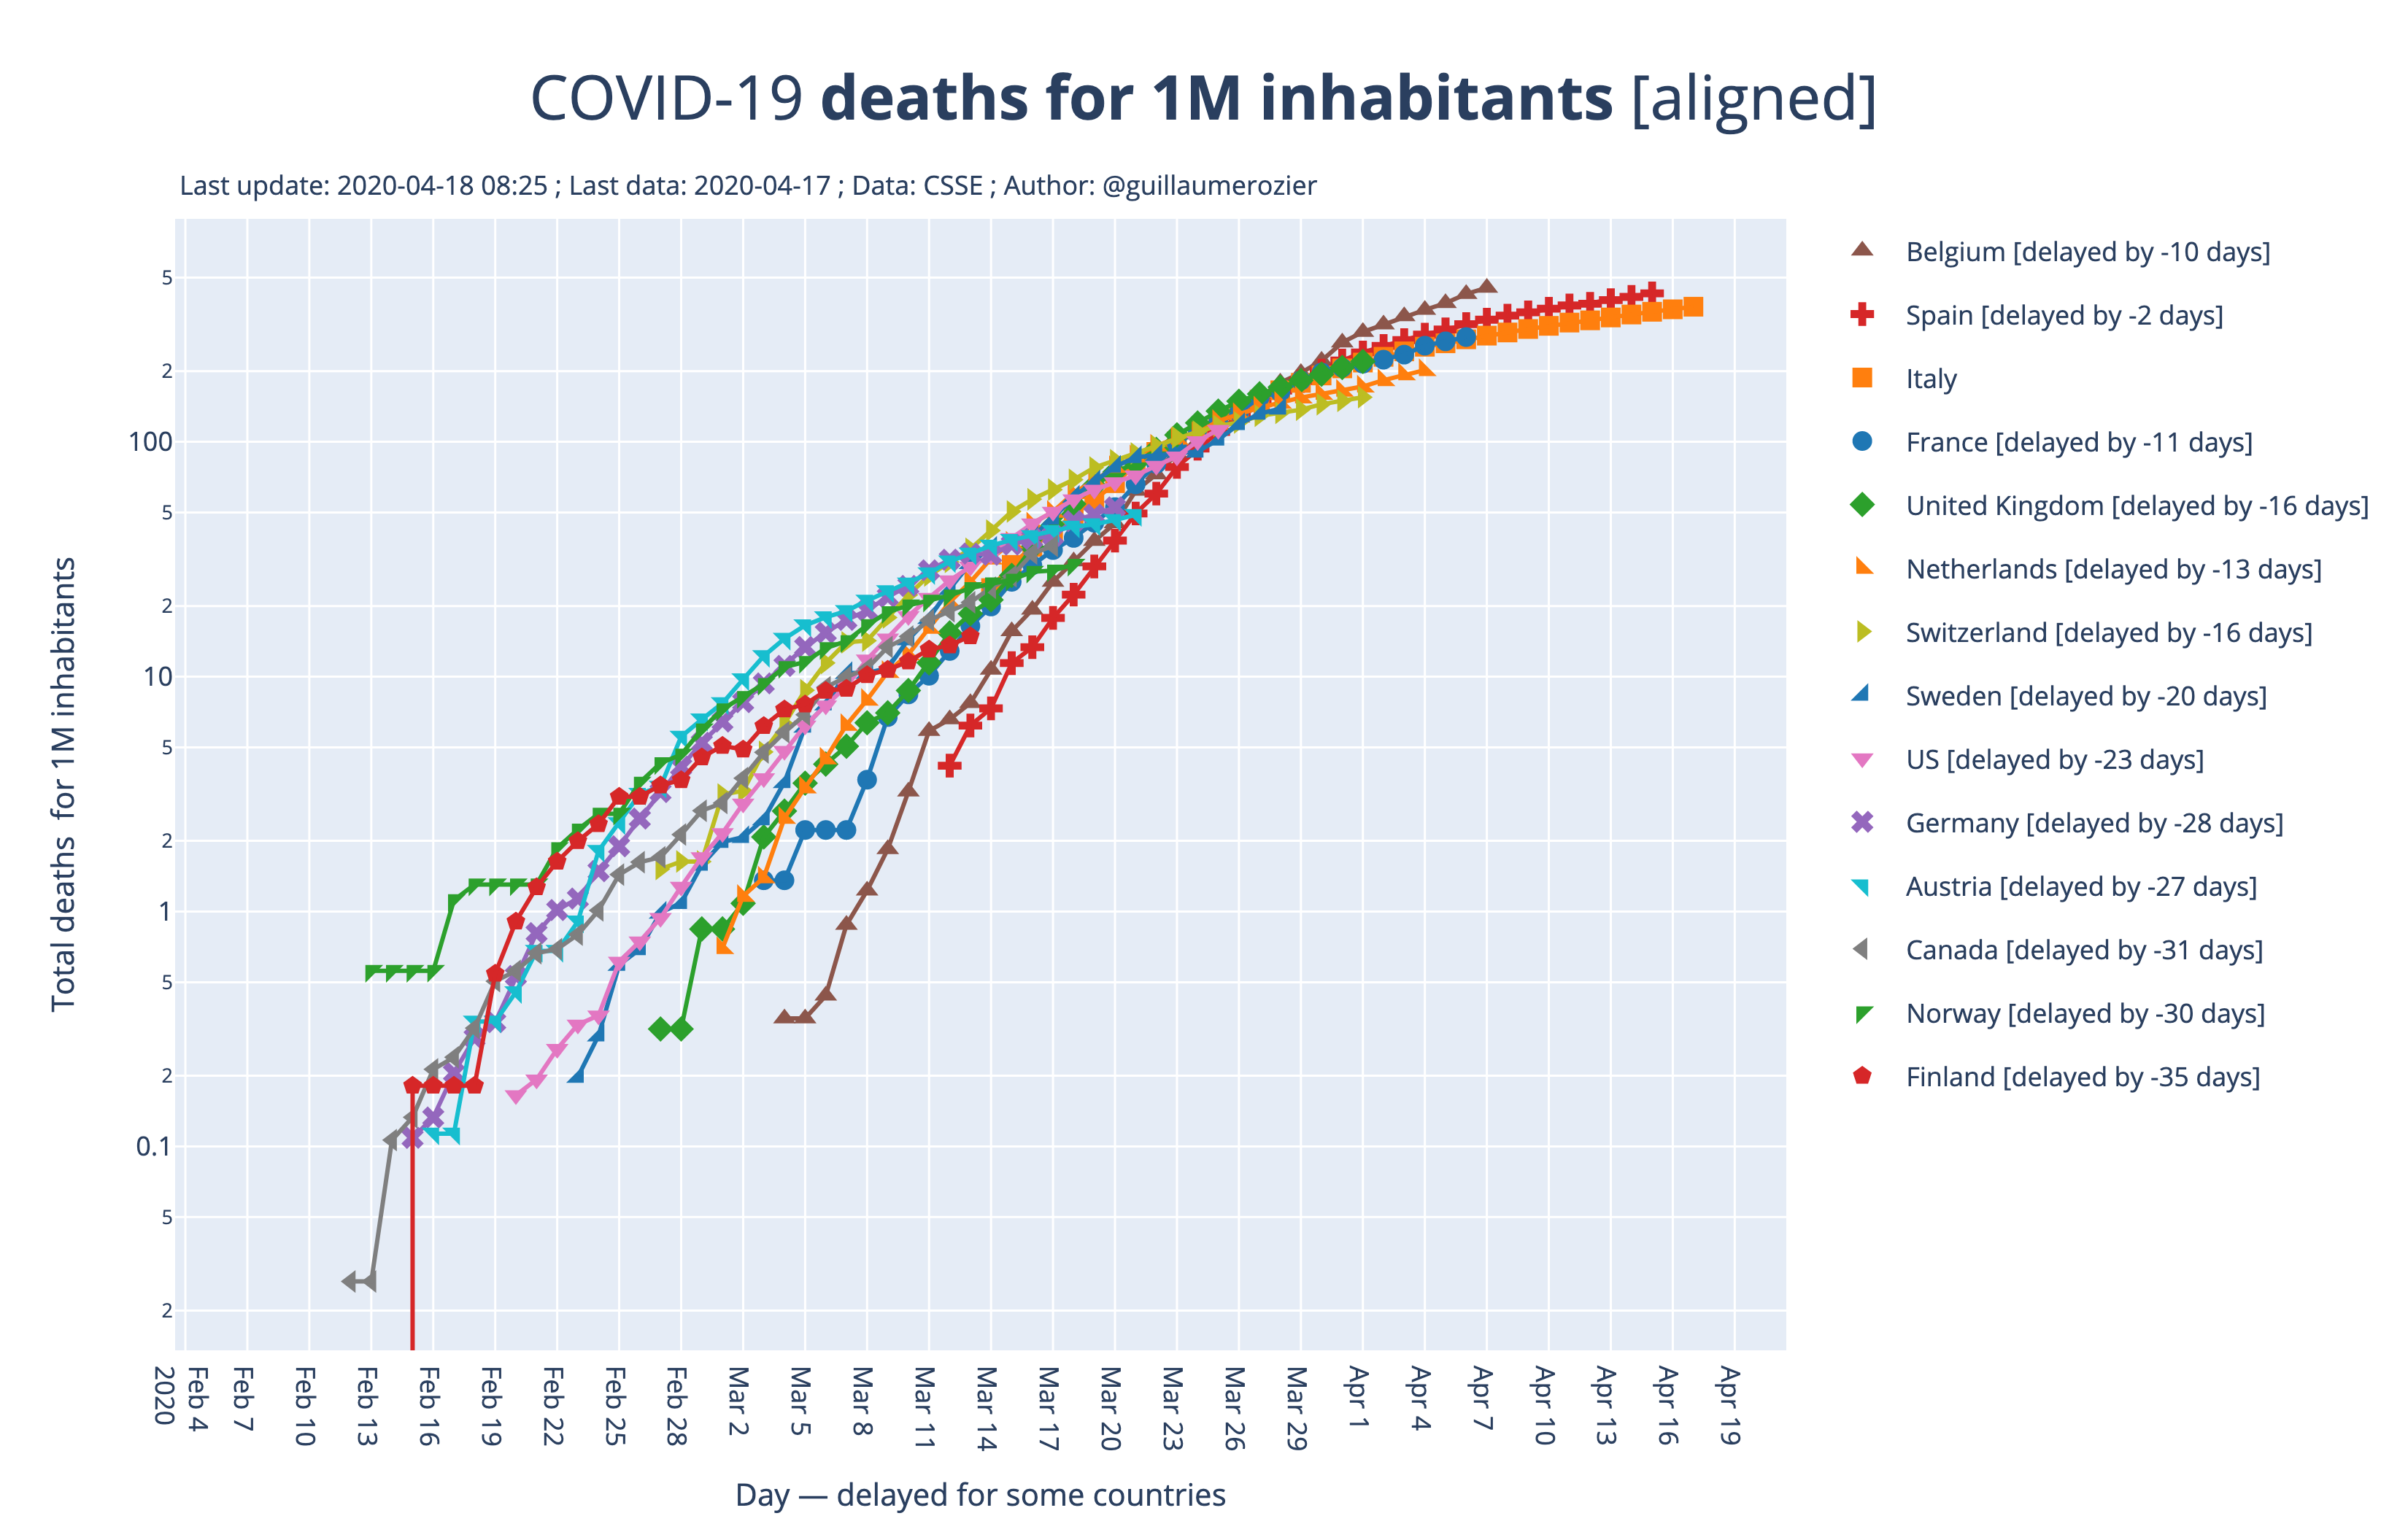 COVID-19 deaths for 1M inhabitants [aligned]
Last update: 2020-04-18 08:25 ; Last data: 2020-04-17 ; Data: CSSE ; Author: @guillaumerozier
Total deaths for 1M inhabitants
5
2
100
5
2
10
5
2
1
5
2
0.1
5
2
Feb 4
2020
Feb 7
Feb 10
Feb 13
Feb 16
Feb 19
Feb 22
Feb 25
Feb 28
Mar 2
Mar 5
Mar 8
Mar 11
Mar 14
Mar 17
Mar 20
Mar 23
Mar 26
Mar 29
Apr 1
Apr 4
Apr 7
Apr 10
Apr 13
Apr 16
Apr 19
Day — delayed for some countries
Belgium [delayed by -10 days]
Spain [delayed by -2 days]
Italy
France [delayed by -11 days]
United Kingdom [delayed by -16 days]
Netherlands [delayed by -13 days]
Switzerland [delayed by -16 days]
Sweden [delayed by -20 days]
US [delayed by -23 days]
Germany [delayed by -28 days]
Austria [delayed by -27 days]
Canada [delayed by -31 days]
Norway [delayed by -30 days]
Finland [delayed by -35 days]